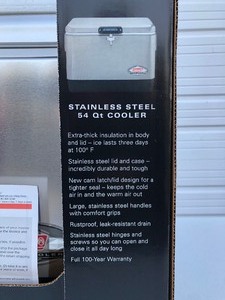 STAINLESS STEEL
54 Qt COOLER
Extra-thick insulation in body
and lid – ice lasts three days
at 100° F
Stainless steel lid and case –
incredibly durable and tough
New cam latch/lid design for a
tighter seal – keeps the cold
air in and the warm air out
Large, stainless steel handles
with comfort grips
Rustproof, leak-resistant drain
Stainless steel hinges and
screws so you can open and
close it all day long
Full 100-Year Warranty